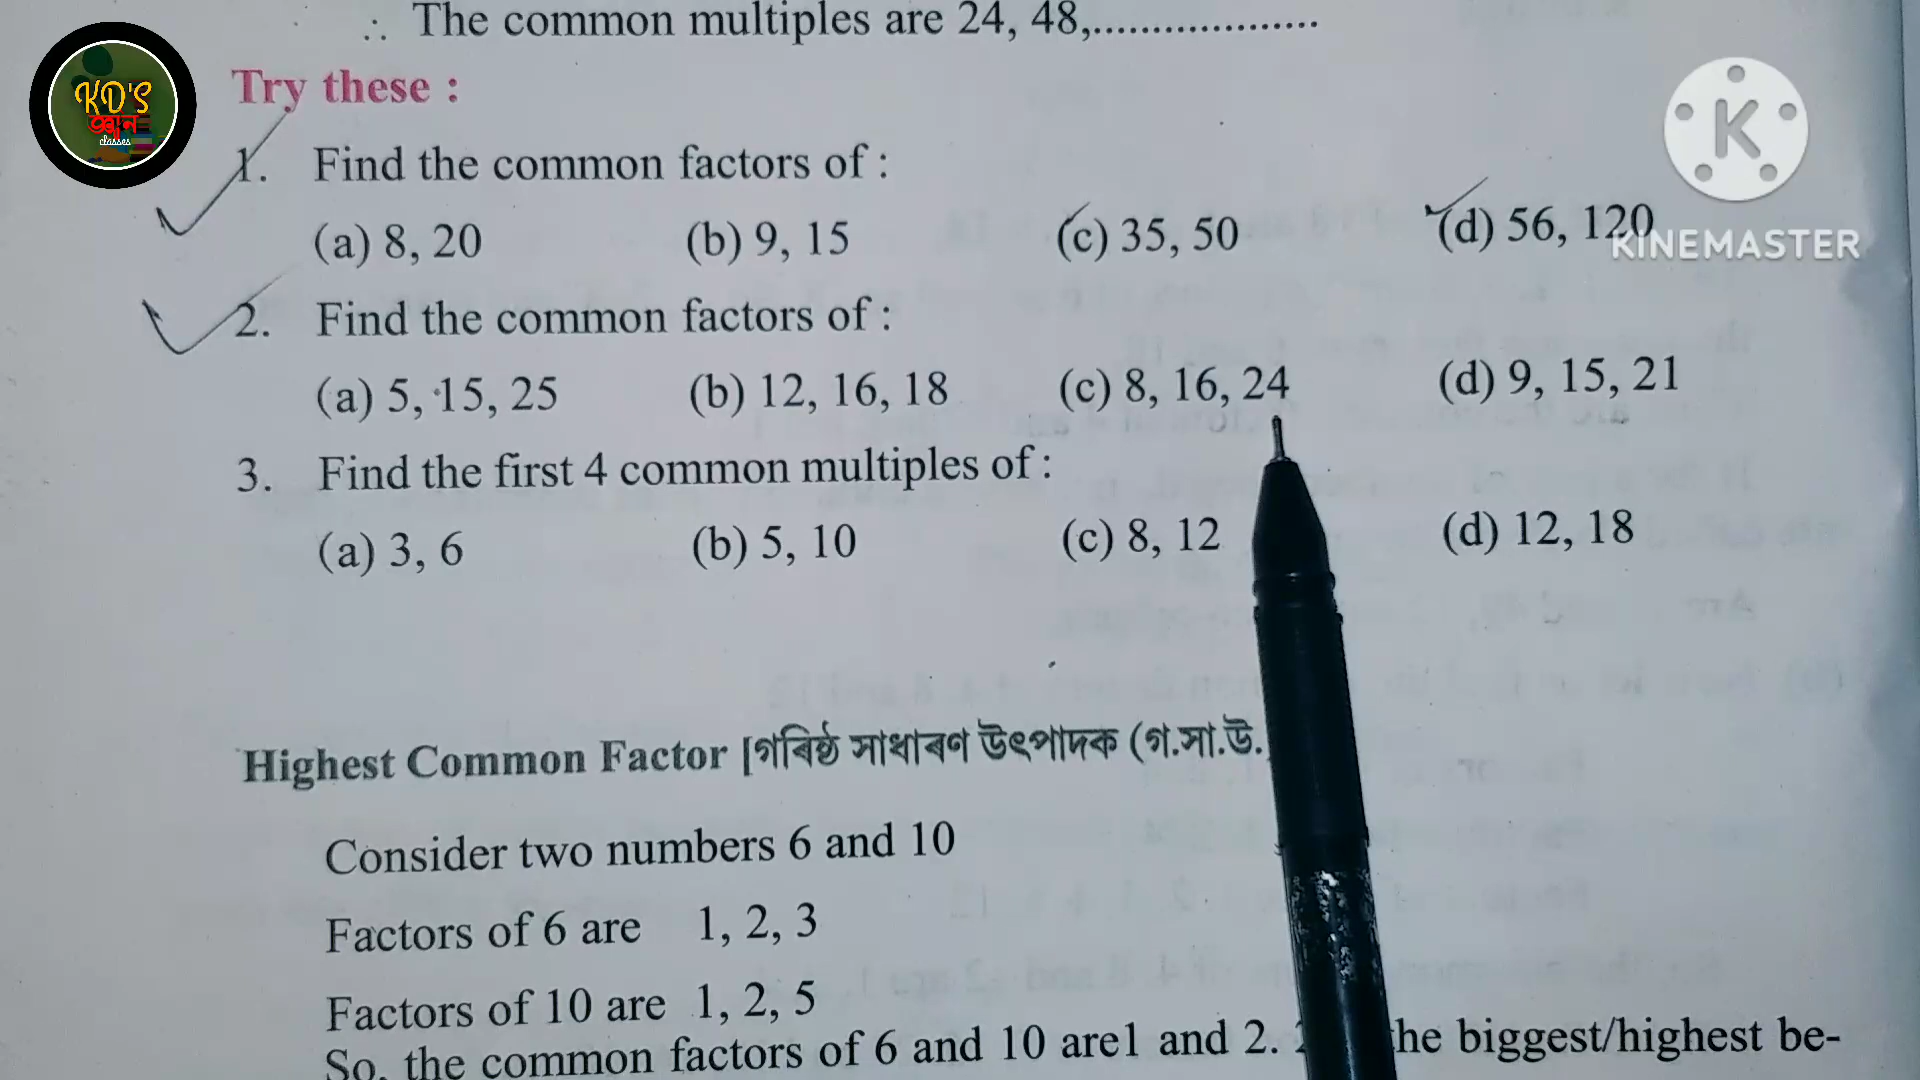 ∴ The common multiples are 24, 48,...................
KD'S
জ্ঞান
classes
Try these :
1. Find the common factors of :
(a) 8, 20 (b) 9, 15 (c) 35, 50 (d) 56, 120
K
KINEMASTER
2. Find the common factors of :
(a) 5, 15, 25 (b) 12, 16, 18 (c) 8, 16, 24 (d) 9, 15, 21
3. Find the first 4 common multiples of :
(a) 3, 6 (b) 5, 10 (c) 8, 12 (d) 12, 18
Highest Common Factor [গৰিষ্ঠ সাধাৰণ উৎপাদক (গ.সা.উ.
Consider two numbers 6 and 10
Factors of 6 are 1, 2, 3
Factors of 10 are 1, 2, 5
So, the common factors of 6 and 10 are1 and 2. the biggest/highest be-